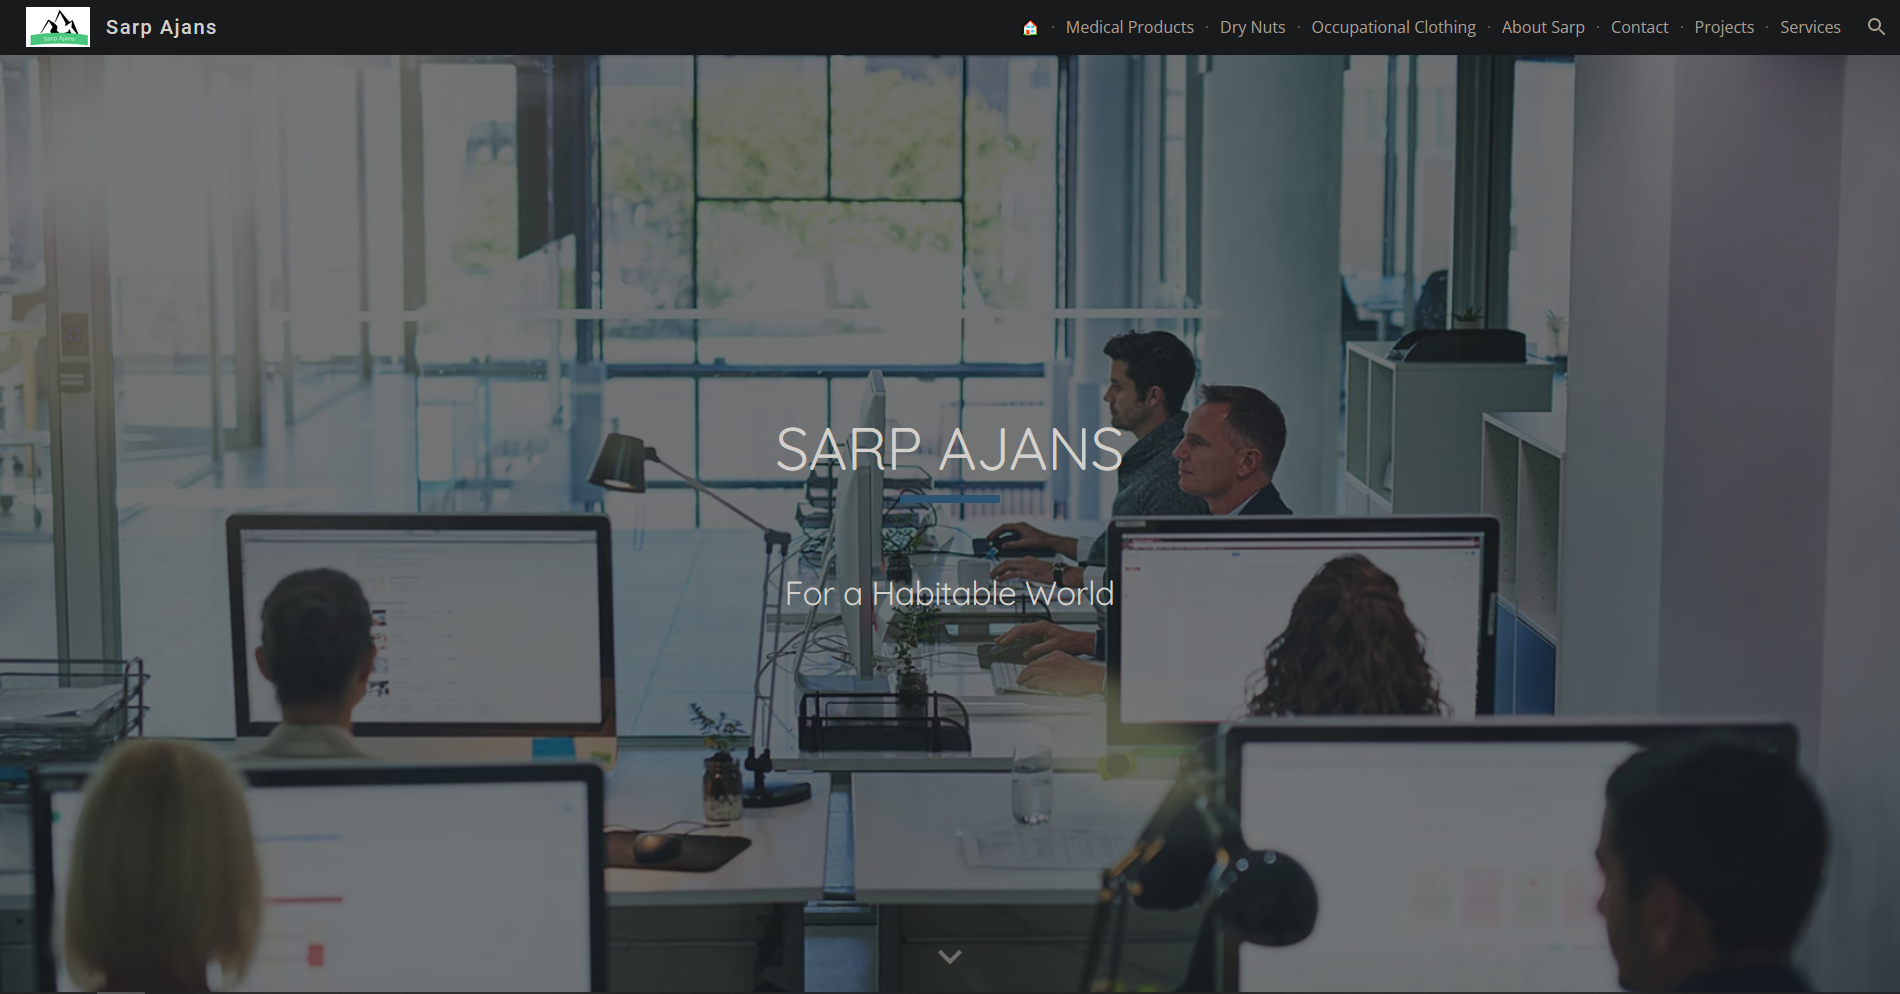 Sarp Ajans
Sarp Ajans
🏠 · Medical Products · Dry Nuts · Occupational Clothing · About Sarp · Contact · Projects · Services
SARP AJANS
For a Habitable World